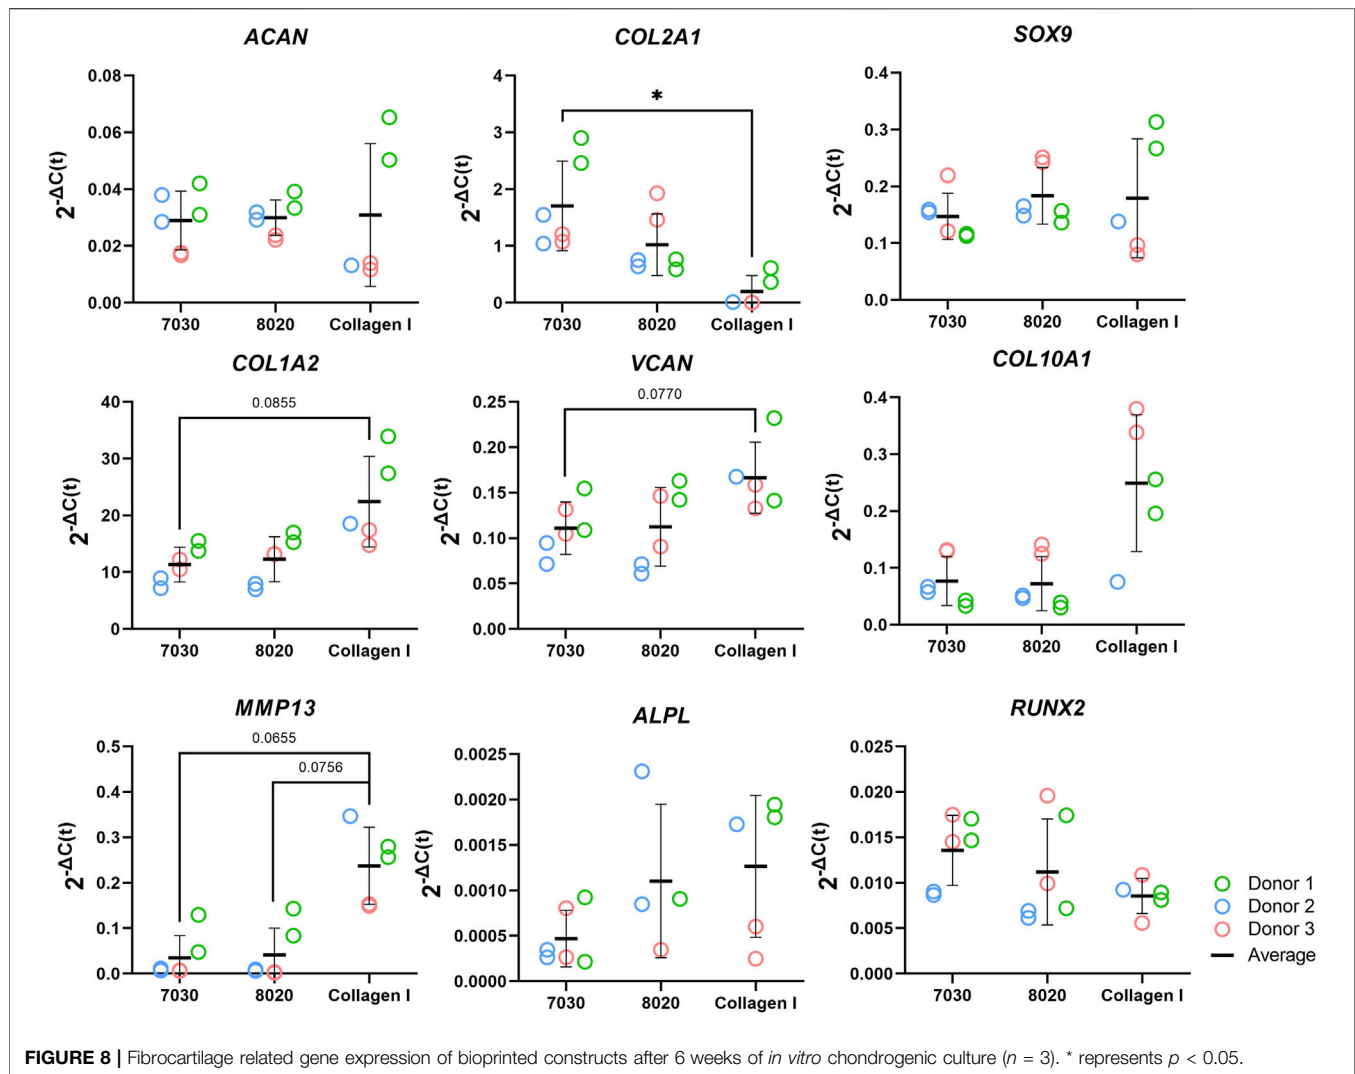 ACAN
COL2A1
SOX9
2^-ΔC(t)
0.08
0.06
0.04
0.02
0.00
7030 8020 Collagen I
2^-ΔC(t)
4
3
2
1
0
*
7030 8020 Collagen I
2^-ΔC(t)
0.4
0.3
0.2
0.1
0.0
7030 8020 Collagen I
COL1A2
VCAN
COL10A1
2^-ΔC(t)
40
30
20
10
0
0.0855
7030 8020 Collagen I
2^-ΔC(t)
0.25
0.20
0.15
0.10
0.05
0.00
0.0770
7030 8020 Collagen I
2^-ΔC(t)
0.4
0.3
0.2
0.1
0.0
7030 8020 Collagen I
MMP13
ALPL
RUNX2
2^-ΔC(t)
0.5
0.4
0.3
0.2
0.1
0.0
0.0655
0.0756
7030 8020 Collagen I
2^-ΔC(t)
0.0025
0.0020
0.0015
0.0010
0.0005
0.0000
7030 8020 Collagen I
2^-ΔC(t)
0.025
0.020
0.015
0.010
0.005
0.000
7030 8020 Collagen I
Donor 1
Donor 2
Donor 3
Average
FIGURE 8 | Fibrocartilage related gene expression of bioprinted constructs after 6 weeks of in vitro chondrogenic culture (n = 3). * represents p < 0.05.